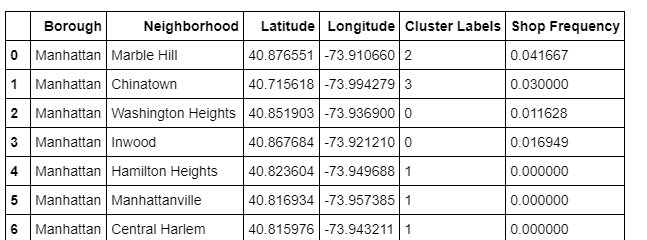 Borough Neighborhood Latitude Longitude Cluster Labels Shop Frequency
0 Manhattan Marble Hill 40.876551 -73.910660 2 0.041667
1 Manhattan Chinatown 40.715618 -73.994279 3 0.030000
2 Manhattan Washington Heights 40.851903 -73.936900 0 0.011628
3 Manhattan Inwood 40.867684 -73.921210 0 0.016949
4 Manhattan Hamilton Heights 40.823604 -73.949688 1 0.000000
5 Manhattan Manhattanville 40.816934 -73.957385 1 0.000000
6 Manhattan Central Harlem 40.815976 -73.943211 1 0.000000